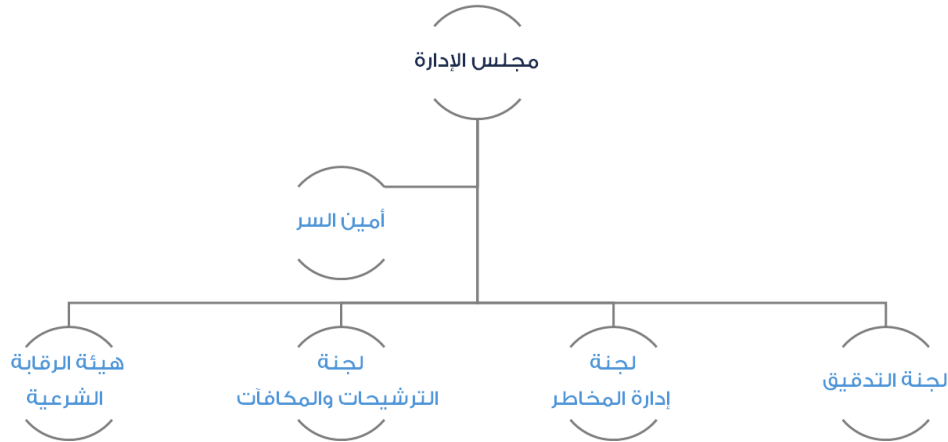 مجلس الإدارة
أمين السر
لجنة التدقيق
لجنة
إدارة المخاطر
لجنة
الترشيحات والمكافآت
هيئة الرقابة
الشرعية